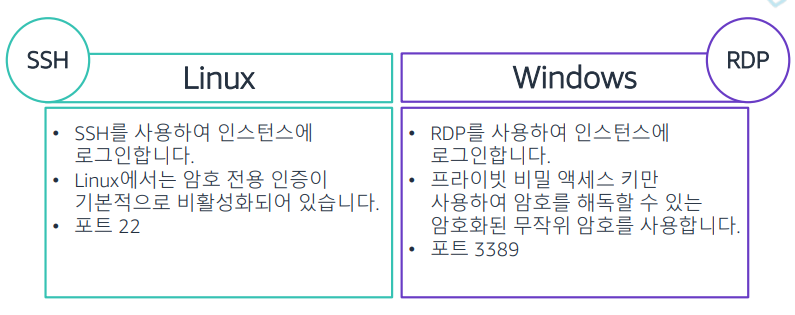 SSH
Linux
• SSH를 사용하여 인스턴스에
로그인합니다.
• Linux에서는 암호 전용 인증이
기본적으로 비활성화되어 있습니다.
• 포트 22
Windows
RDP
• RDP를 사용하여 인스턴스에
로그인합니다.
• 프라이빗 비밀 액세스 키만
사용하여 암호를 해독할 수 있는
암호화된 무작위 암호를 사용합니다.
• 포트 3389